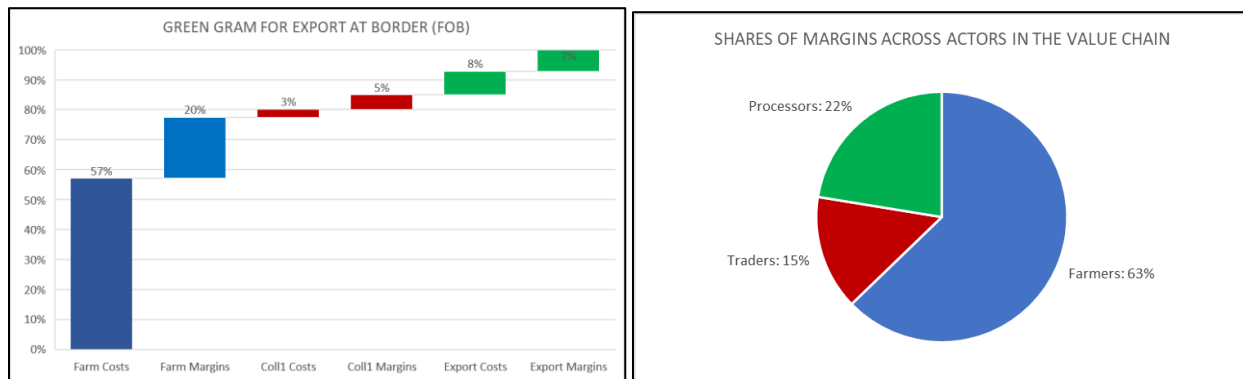 GREEN GRAM FOR EXPORT AT BORDER (FOB)
100%
90%
80%
70%
60%
50%
40%
30%
20%
10%
0%
57%
20%
3%
5%
8%
7%
Farm Costs
Farm Margins
Coll1 Costs
Coll1 Margins
Export Costs
Export Margins
SHARES OF MARGINS ACROSS ACTORS IN THE VALUE CHAIN
Processors: 22%
Traders: 15%
Farmers: 63%